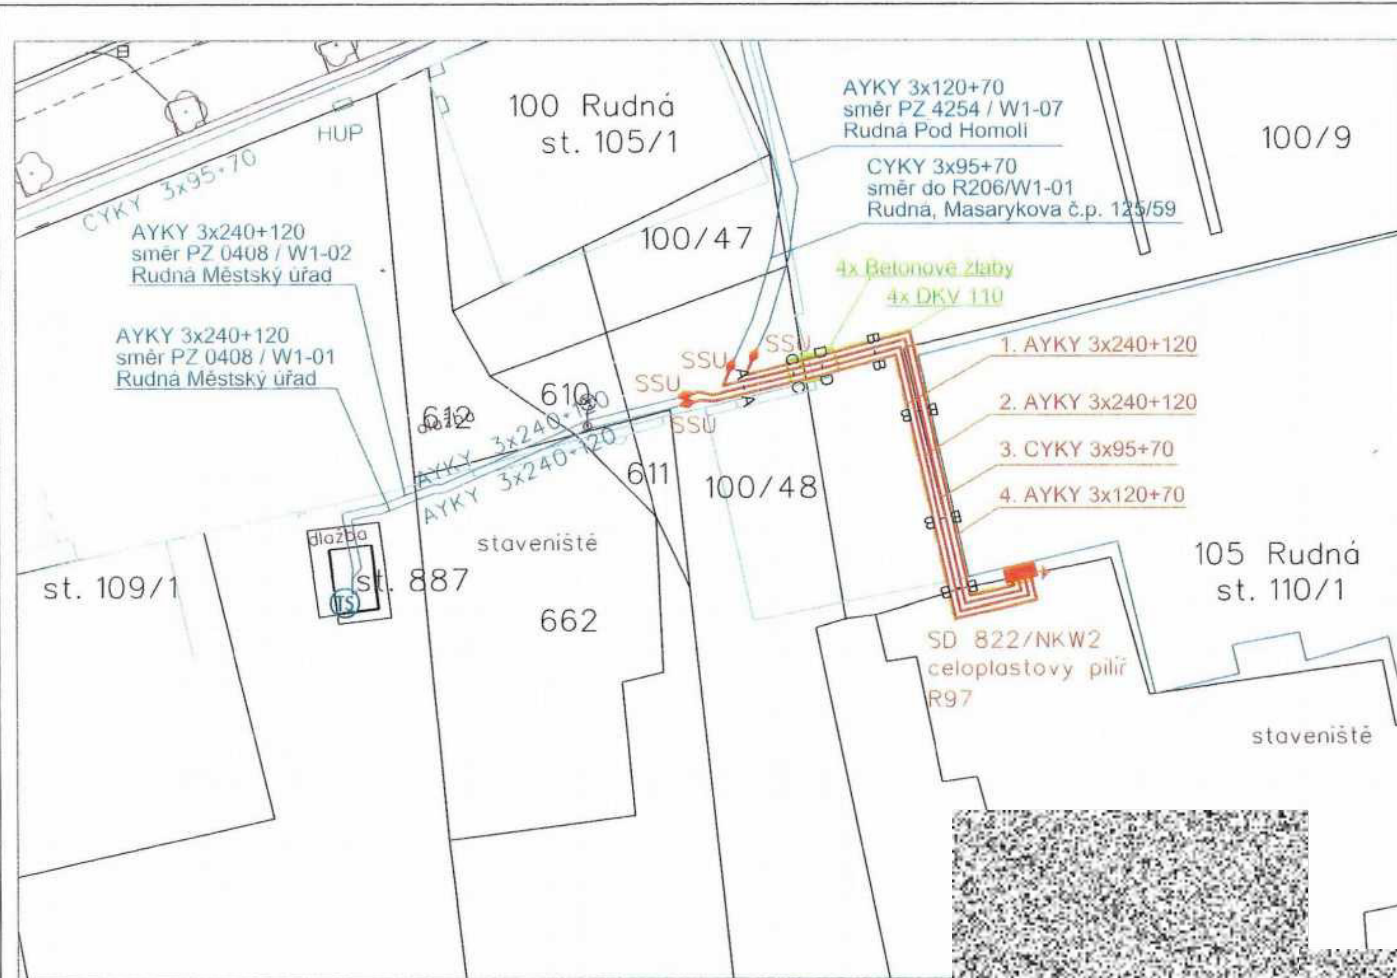 100 Rudná
st. 105/1
HUP
CYKY 3x95+70
AYKY 3x120+70
směr PZ 4254 / W1-07
Rudná Pod Homolí
CYKY 3x95+70
směr do R206/W1-01
Rudná, Masarykova č.p. 125/59
100/9
AYKY 3x240+120
směr PZ 0408 / W1-02
Rudná Městský úřad
100/47
4x Betonové žlaby
4x DKV 110
AYKY 3x240+120
směr PZ 0408 / W1-01
Rudná Městský úřad
SSU
SSU
SSU
SSU
A
A
C
C
D
D
B
B
B
B
B
B
B
B
B
1. AYKY 3x240+120
2. AYKY 3x240+120
3. CYKY 3x95+70
4. AYKY 3x120+70
612
610
AYKY 3x240+120
AYKY 3x240+120
611
100/48
dlažba
st. 887
TS
st. 109/1
staveniště
662
105 Rudná
st. 110/1
SD 822/NKW2
celoplastovy pilíř
R97
staveniště